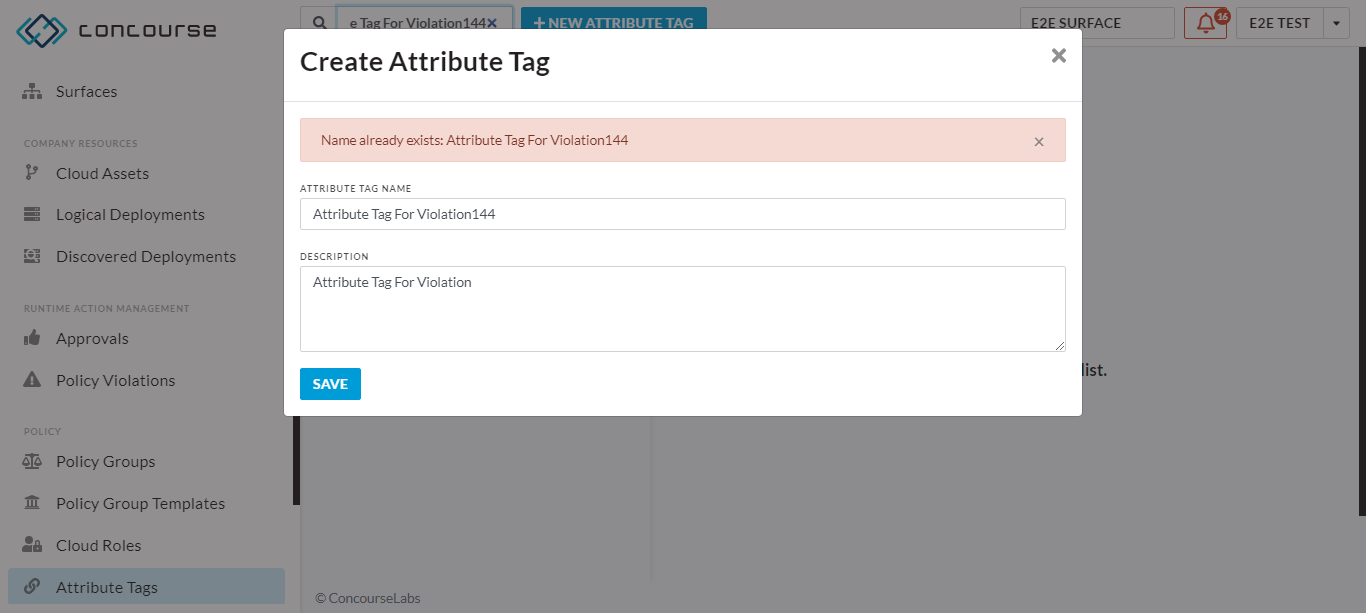 concourse
e Tag For Violation144
NEW ATTRIBUTE TAG
E2E SURFACE
16
E2E TEST
Surfaces
COMPANY RESOURCES
Cloud Assets
Logical Deployments
Discovered Deployments
RUNTIME ACTION MANAGEMENT
Approvals
Policy Violations
POLICY
Policy Groups
Policy Group Templates
Cloud Roles
Attribute Tags
Create Attribute Tag
Name already exists: Attribute Tag For Violation144
ATTRIBUTE TAG NAME
Attribute Tag For Violation144
DESCRIPTION
Attribute Tag For Violation
SAVE
list.
© ConcourseLabs